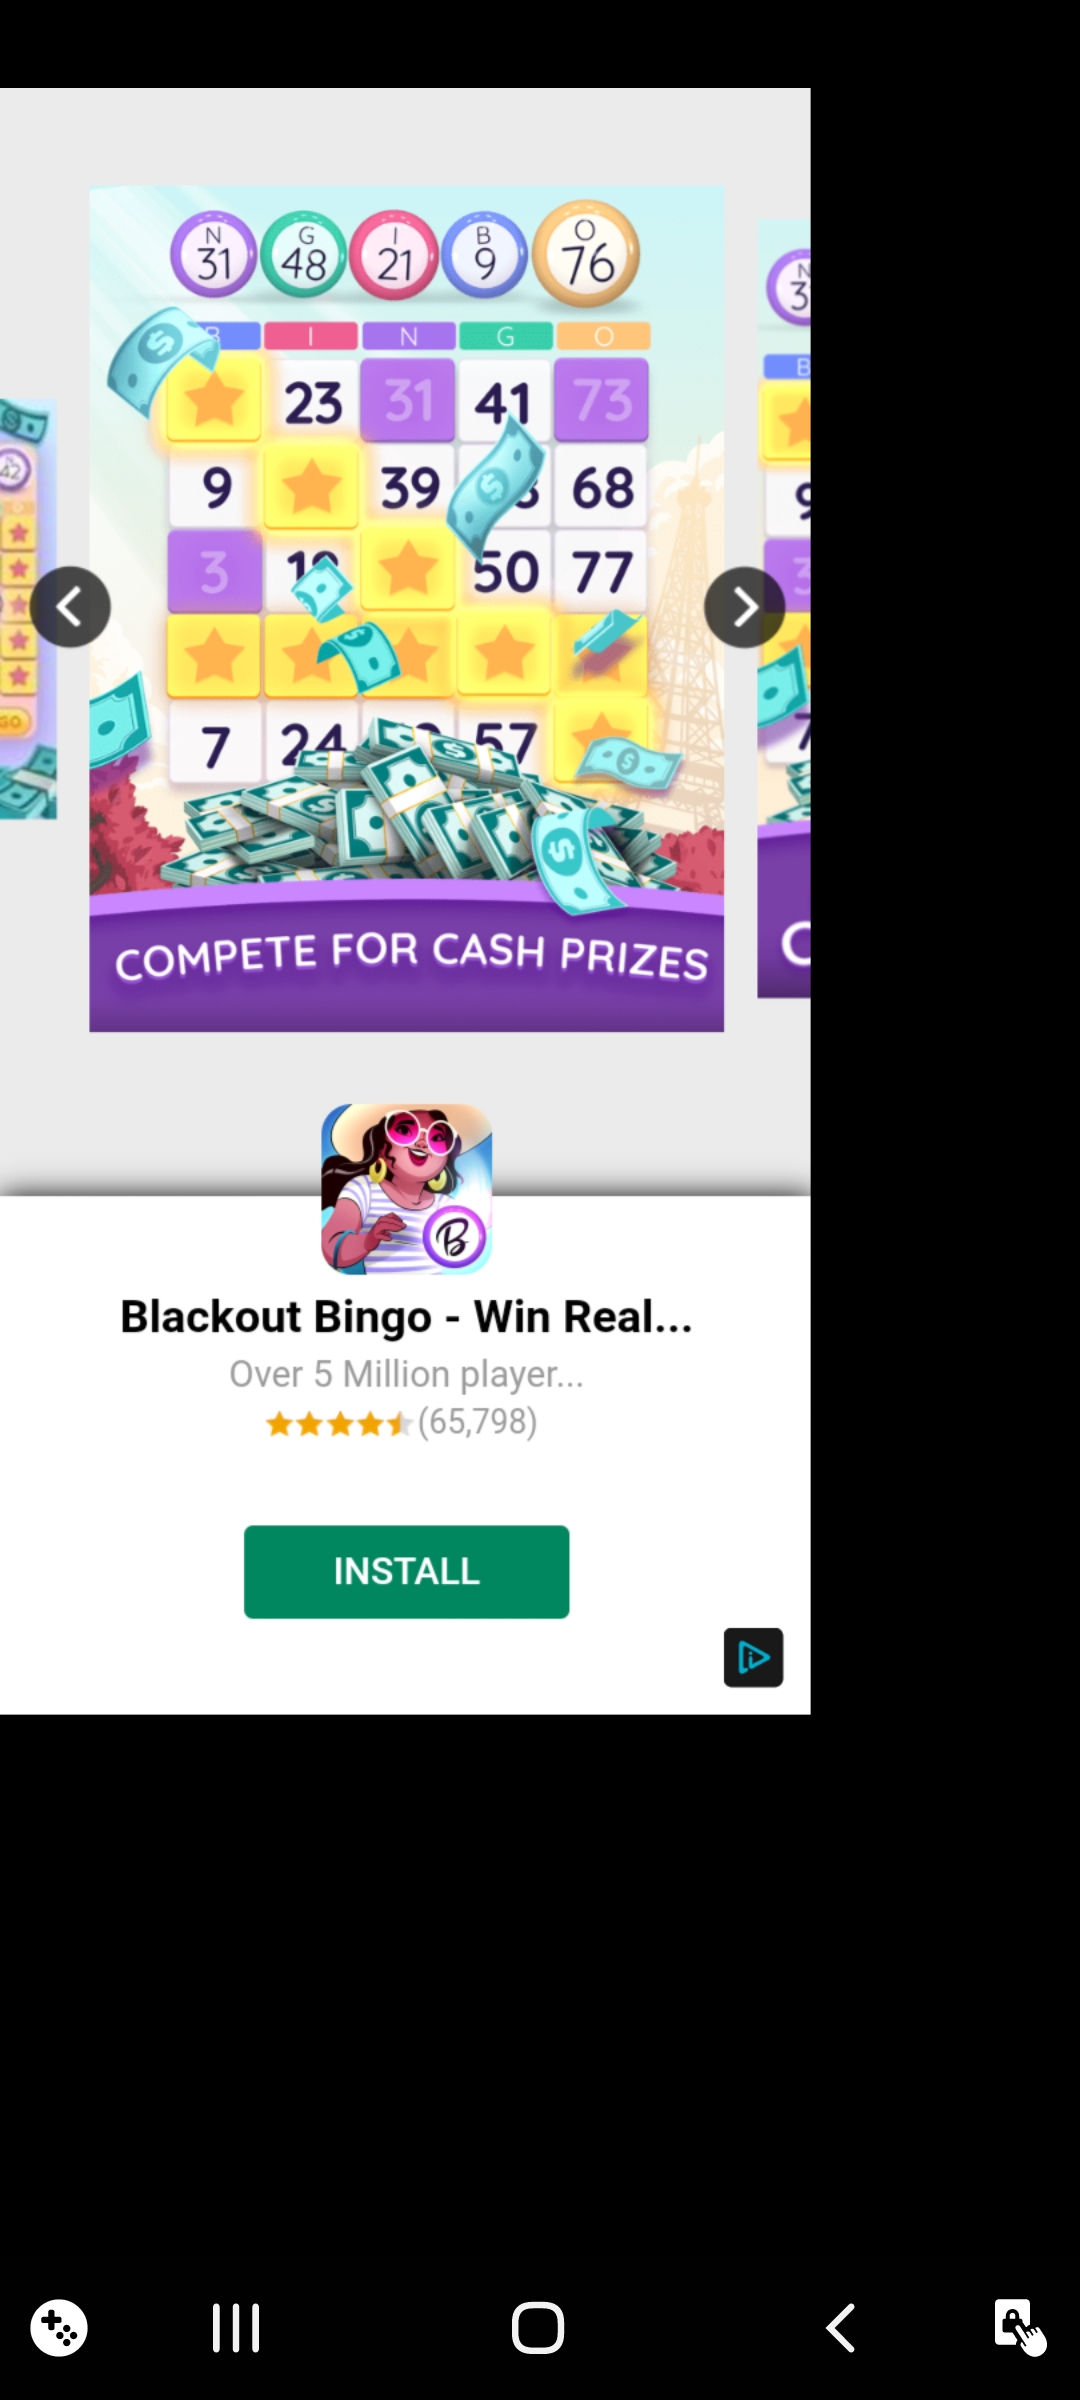 N G I B O
31 48 21 9 76
B I N G O
23 31 41 73
9 39 68
3 50 77
7 24 57
COMPETE FOR CASH PRIZES
B
Blackout Bingo - Win Real...
Over 5 Million player...
(65,798)
INSTALL